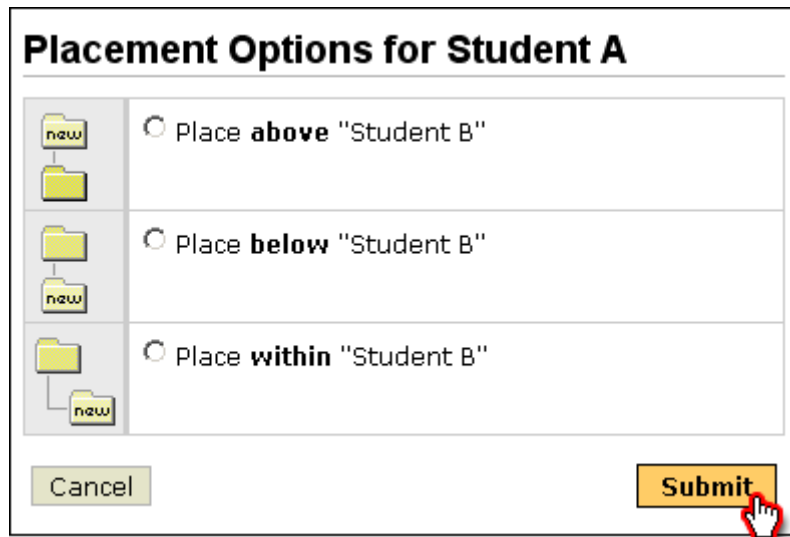 Placement Options for Student A
new
Place above "Student B"
Place below "Student B"
new
Place within "Student B"
new
Cancel
Submit